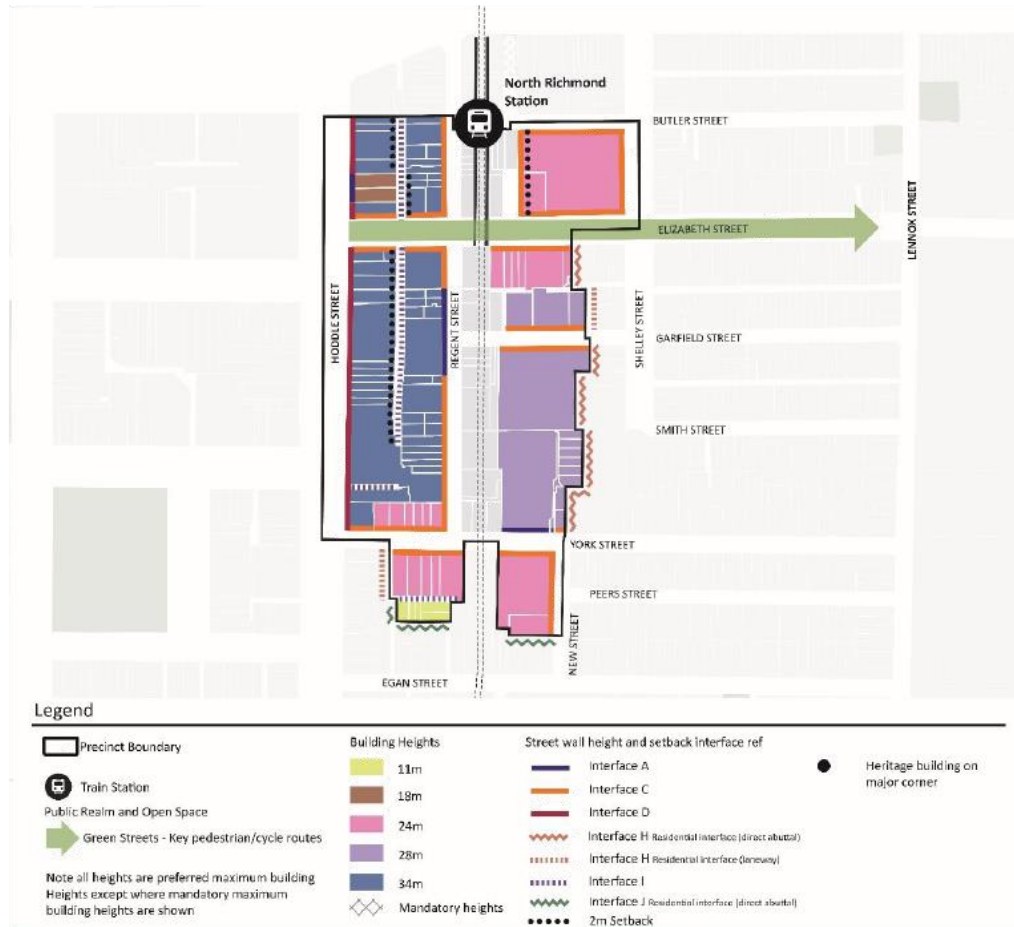 North Richmond
Station
BUTLER STREET
ELIZABETH STREET
LENNOX STREET
HODDLE STREET
REGENT STREET
SHELLEY STREET
GARFIELD STREET
SMITH STREET
YORK STREET
PEERS STREET
NEW STREET
EGAN STREET
Legend
Precinct Boundary
Train Station
Public Realm and Open Space
Green Streets - Key pedestrian/cycle routes
Note all heights are preferred maximum building
Heights except where mandatory maximum
building heights are shown
Building Heights
11m
18m
24m
28m
34m
Mandatory heights
Street wall height and setback interface ref
Interface A
Interface C
Interface D
Interface H Residential interface (direct abuttal)
Interface H Residential interface (laneway)
Interface I
Interface J Residential interface (direct abuttal)
2m Setback
Heritage building on
major corner